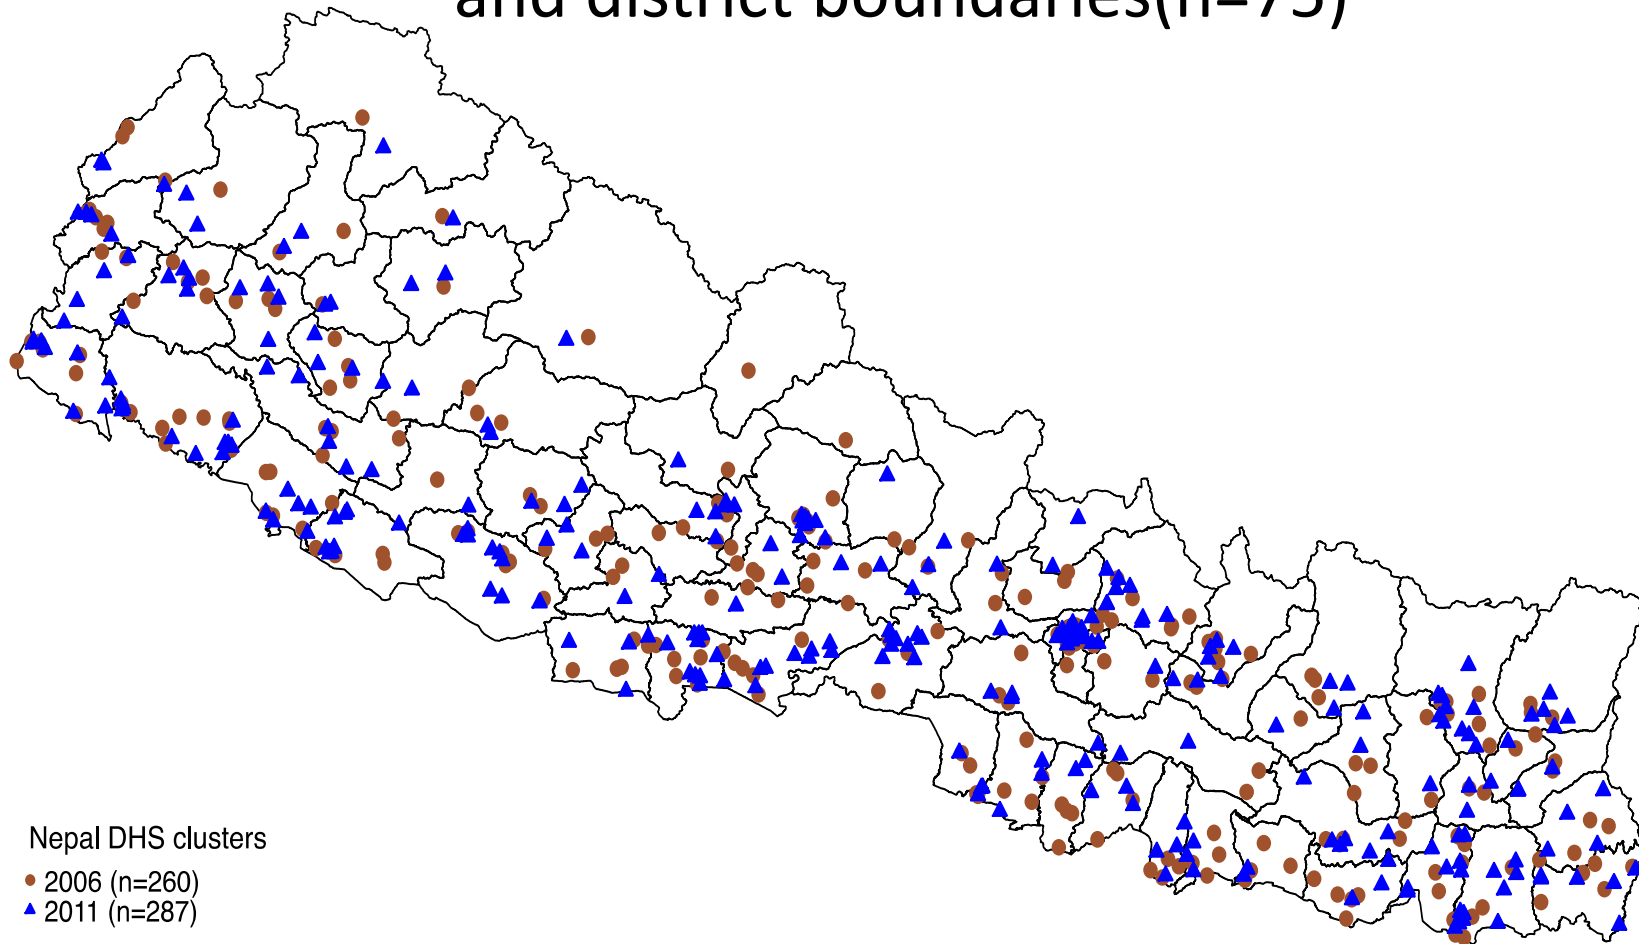 and district boundaries(n=75)
Nepal DHS clusters
2006 (n=260)
2011 (n=287)